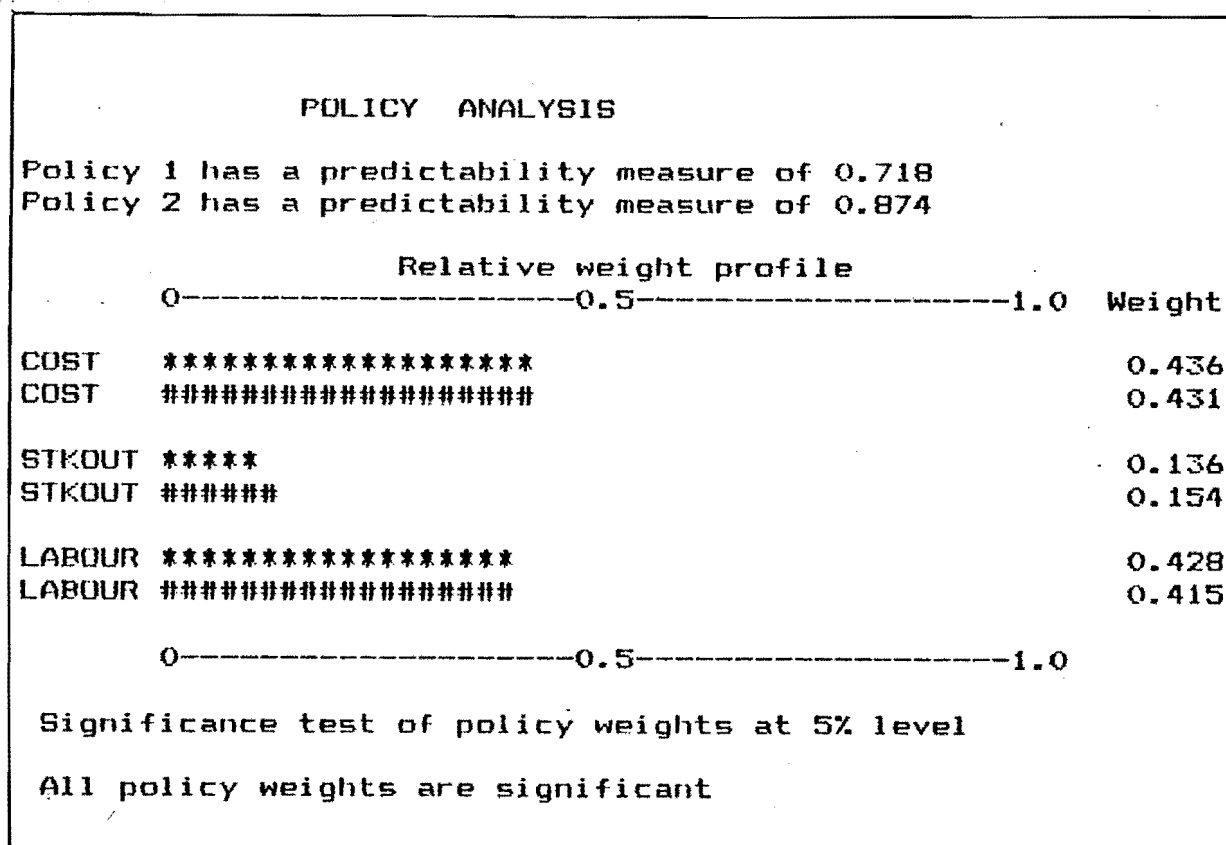 POLICY ANALYSIS
Policy 1 has a predictability measure of 0.718
Policy 2 has a predictability measure of 0.874
Relative weight profile
0--------------------0.5-------------------1.0 Weight
COST ******************* 0.436
COST ################### 0.431
STKOUT ***** 0.136
STKOUT ###### 0.154
LABOUR ****************** 0.428
LABOUR ################## 0.415
0--------------------0.5-------------------1.0
Significance test of policy weights at 5% level
All policy weights are significant